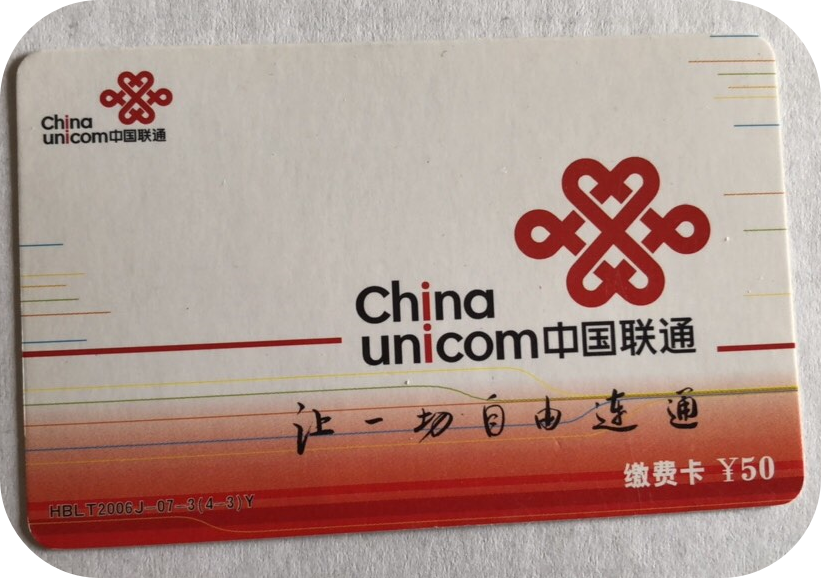 China
unicom中国联通
China
unicom中国联通
让一切自由连通
缴费卡 ¥50
HBLT2006J-07-3(4-3)Y